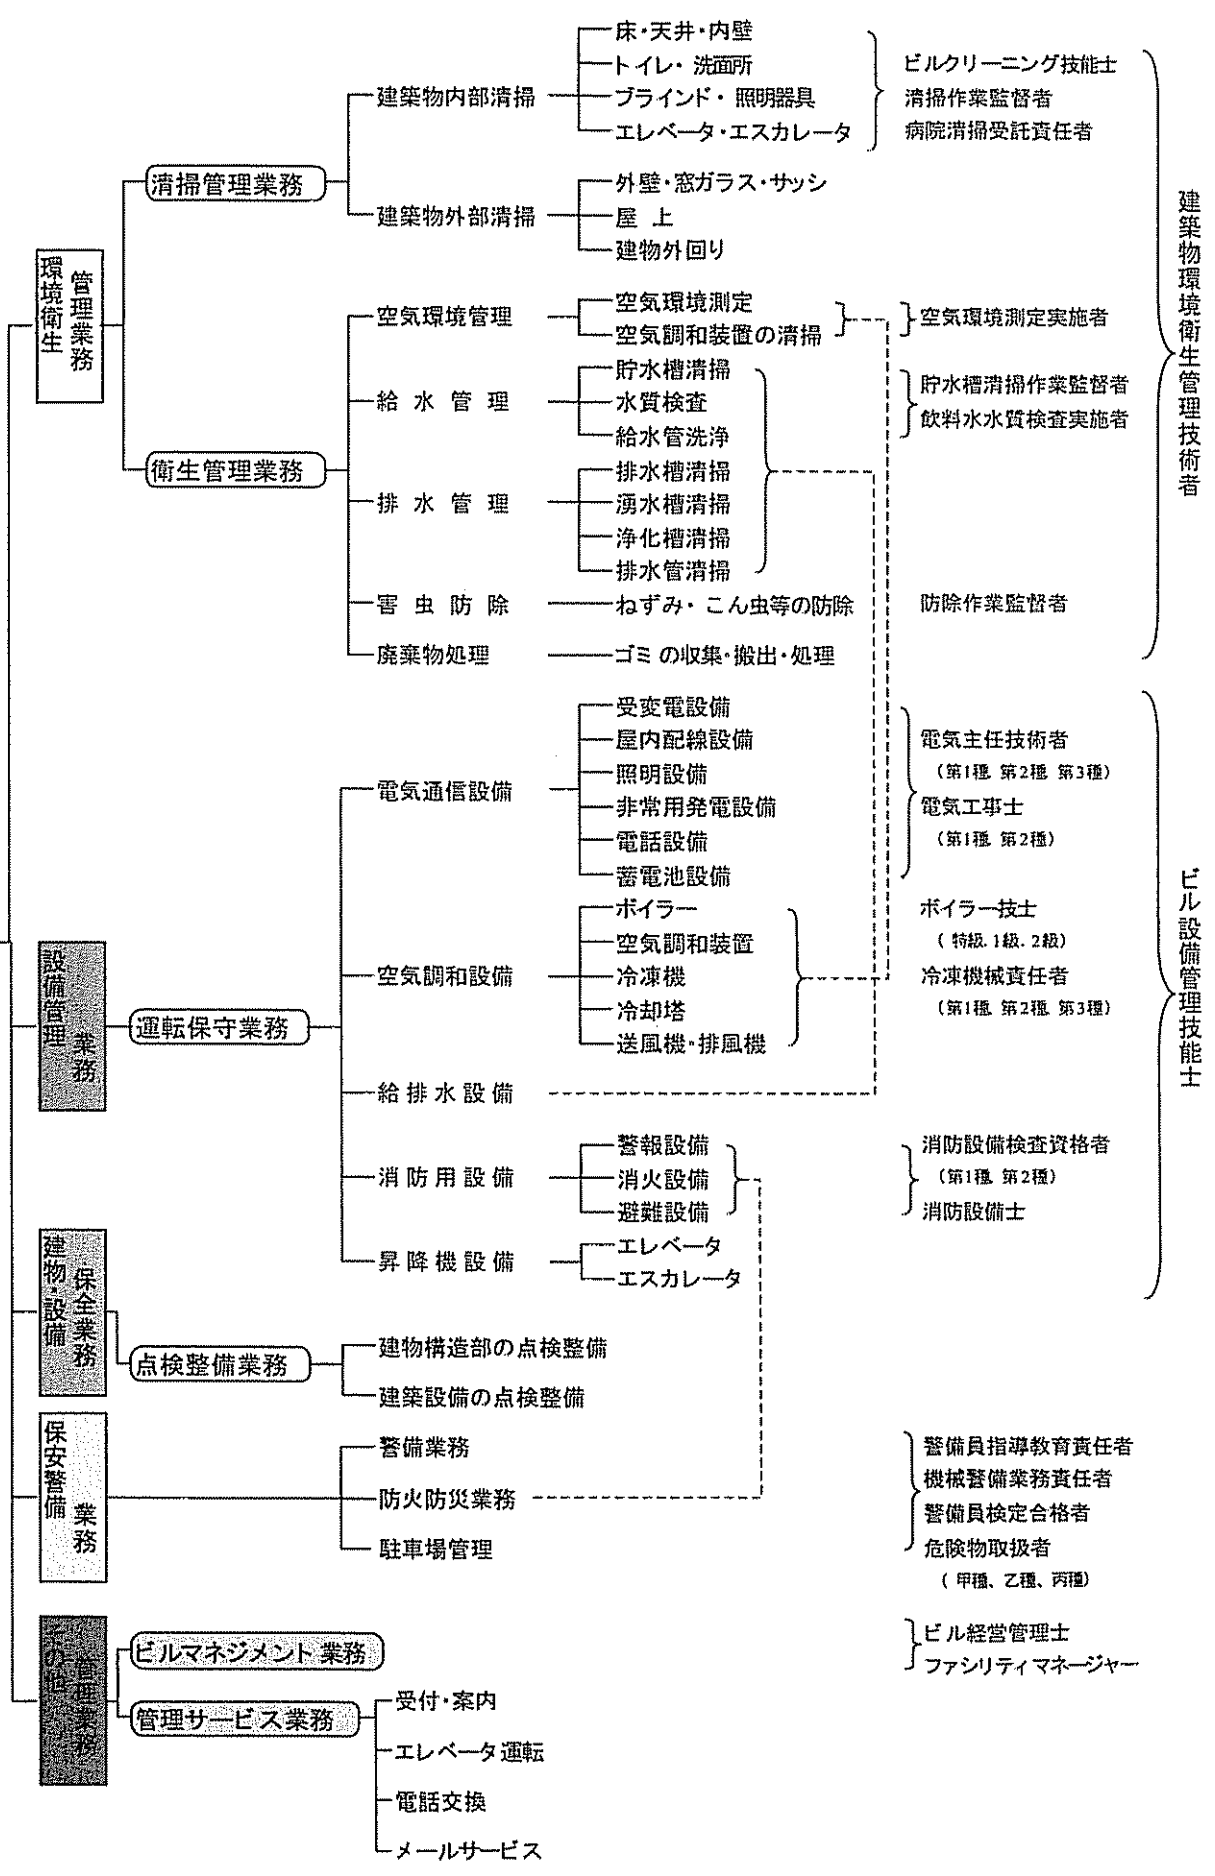 環境衛生
管理業務
清掃管理業務
建築物内部清掃
床・天井・内壁
トイレ・洗面所
ブラインド・照明器具
エレベータ・エスカレータ
ビルクリーニング技能士
清掃作業監督者
病院清掃受託責任者
建築物外部清掃
外壁・窓ガラス・サッシ
屋上
建物外回り
衛生管理業務
空気環境管理
空気環境測定
空気調和装置の清掃
空気環境測定実施者
給水管理
貯水槽清掃
水質検査
給水管洗浄
貯水槽清掃作業監督者
飲料水水質検査実施者
排水管理
排水槽清掃
湧水槽清掃
浄化槽清掃
排水管清掃
害虫防除
ねずみ・こん虫等の防除
防除作業監督者
廃棄物処理
ゴミの収集・搬出・処理
建築物環境衛生管理技術者
設備管理
業務
運転保守業務
電気通信設備
受変電設備
屋内配線設備
照明設備
非常用発電設備
電話設備
蓄電池設備
電気主任技術者
(第1種 第2種 第3種)
電気工事士
(第1種 第2種)
空気調和設備
ボイラー
空気調和装置
冷凍機
冷却塔
送風機・排風機
ボイラー技士
(特級.1級.2級)
冷凍機械責任者
(第1種 第2種 第3種)
給排水設備
消防用設備
警報設備
消火設備
避難設備
消防設備検査資格者
(第1種 第2種)
消防設備士
昇降機設備
エレベータ
エスカレータ
ビル設備管理技能士
建物・設備
保全業務
点検整備業務
建物構造部の点検整備
建築設備の点検整備
保安警備
業務
警備業務
防火防災業務
駐車場管理
警備員指導教育責任者
機械警備業務責任者
警備員検定合格者
危険物取扱者
(甲種、乙種、丙種)
その他
管理業務
ビルマネジメント業務
ビル経営管理士
ファシリティマネージャー
管理サービス業務
受付・案内
エレベータ運転
電話交換
メールサービス